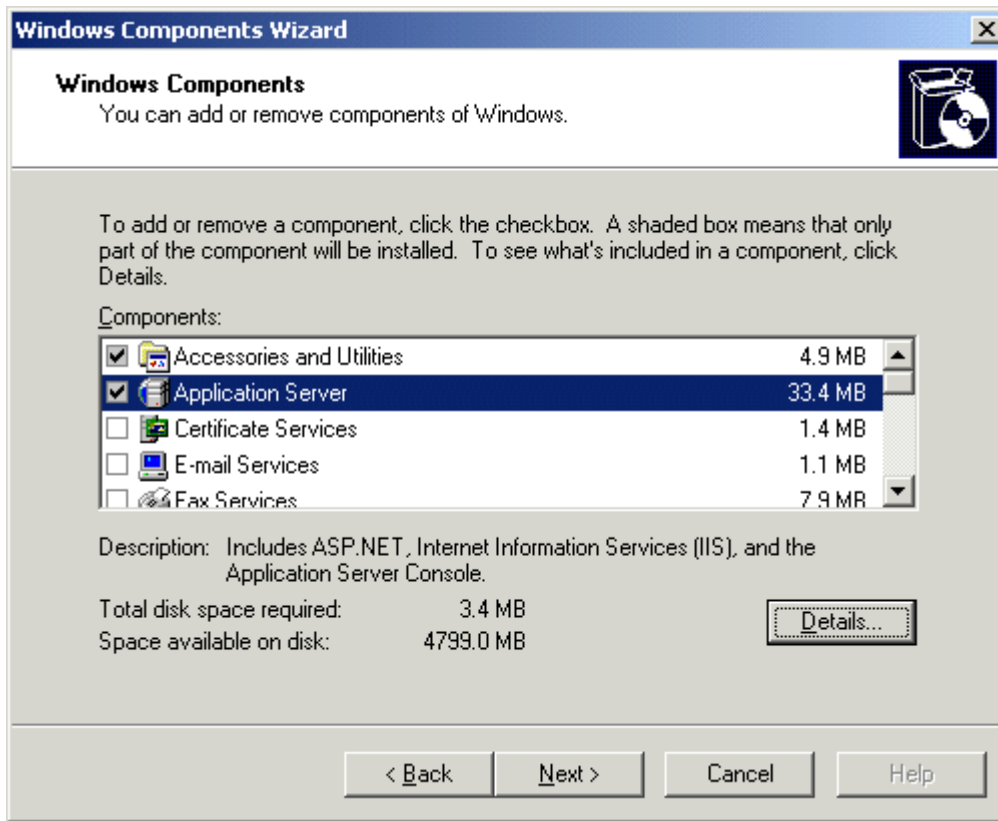 Windows Components Wizard
Windows Components
You can add or remove components of Windows.
To add or remove a component, click the checkbox. A shaded box means that only
part of the component will be installed. To see what's included in a component, click
Details.
Components:
Accessories and Utilities 4.9 MB
Application Server 33.4 MB
Certificate Services 1.4 MB
E-mail Services 1.1 MB
Fax Services 7.9 MB
Description: Includes ASP.NET, Internet Information Services (IIS), and the
Application Server Console.
Total disk space required: 3.4 MB
Space available on disk: 4799.0 MB
Details...
< Back Next > Cancel Help